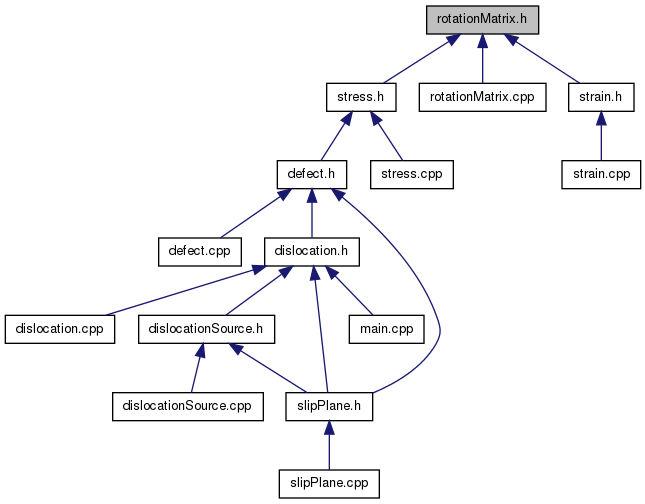 rotationMatrix.h
stress.h
rotationMatrix.cpp
strain.h
defect.h
stress.cpp
strain.cpp
defect.cpp
dislocation.h
dislocation.cpp
dislocationSource.h
main.cpp
dislocationSource.cpp
slipPlane.h
slipPlane.cpp